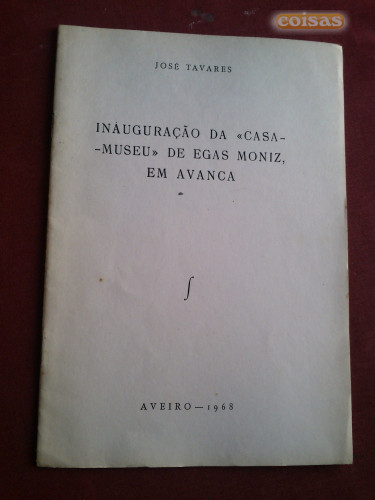 coisas
JOSÉ TAVARES
INAUGURAÇÃO DA «CASA-
-MUSEU» DE EGAS MONIZ,
EM AVANCA
∫
AVEIRO — 1968